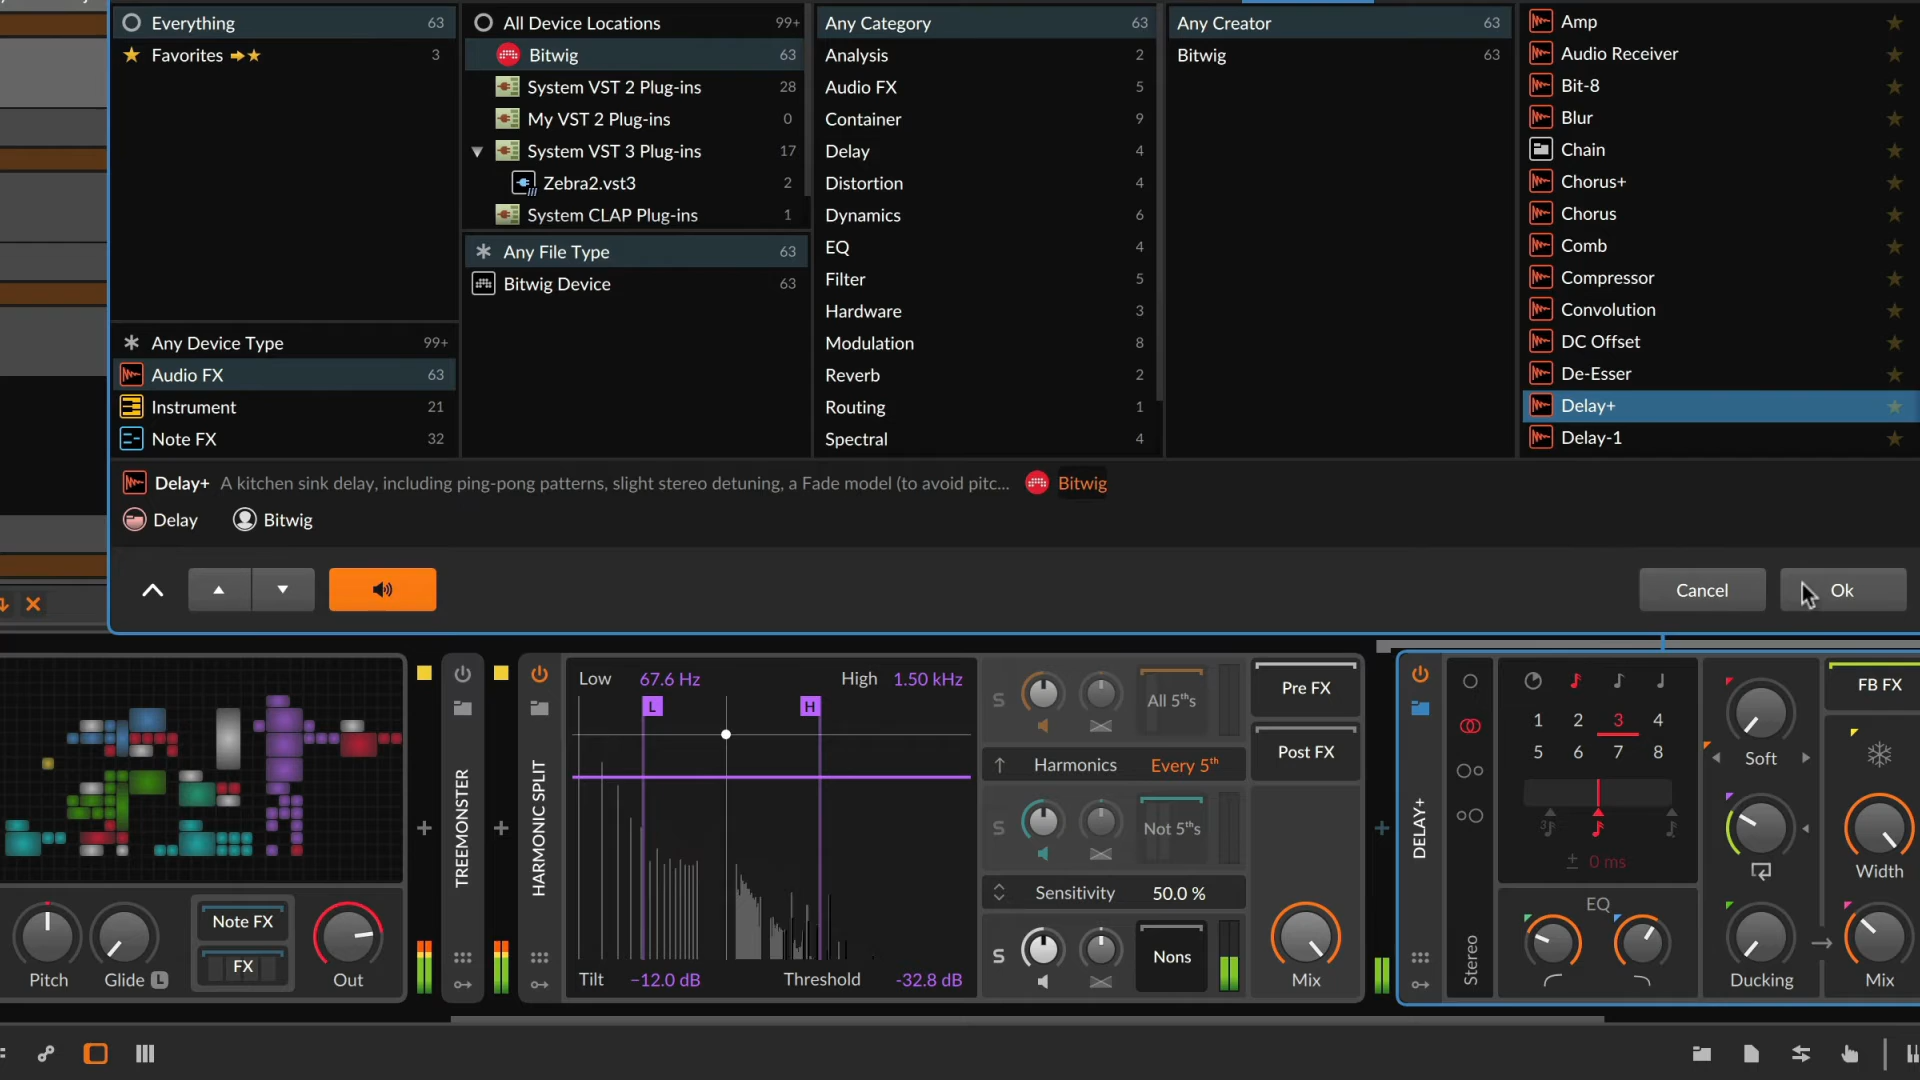 Everything 63
Favorites 3
Any Device Type 99+
Audio FX 63
Instrument 21
Note FX 32
All Device Locations 99+
Bitwig 63
System VST 2 Plug-ins 28
My VST 2 Plug-ins 0
System VST 3 Plug-ins 17
Zebra2.vst3 2
System CLAP Plug-ins 1
Any File Type 63
Bitwig Device 63
Any Category 63
Analysis 2
Audio FX 5
Container 9
Delay 4
Distortion 4
Dynamics 6
EQ 4
Filter 5
Hardware 3
Modulation 8
Reverb 2
Routing 1
Spectral 4
Any Creator 63
Bitwig 63
Amp
Audio Receiver
Bit-8
Blur
Chain
Chorus+
Chorus
Comb
Compressor
Convolution
DC Offset
De-Esser
Delay+
Delay-1
Delay+ A kitchen sink delay, including ping-pong patterns, slight stereo detuning, a Fade model (to avoid pitc... Bitwig
Delay Bitwig
Cancel Ok
Pitch
Glide L
Note FX
FX
Out
TREEMONSTER
HARMONIC SPLIT
Low 67.6 Hz High 1.50 kHz
L H
Tilt -12.0 dB Threshold -32.8 dB
S All 5ths
Harmonics Every 5th
S Not 5ths
Sensitivity 50.0 %
S Nons
Pre FX
Post FX
Mix
DELAY+
Stereo
1 2 3 4
5 6 7 8
3
± 0 ms
EQ
Soft
Ducking
FB FX
Width
Mix